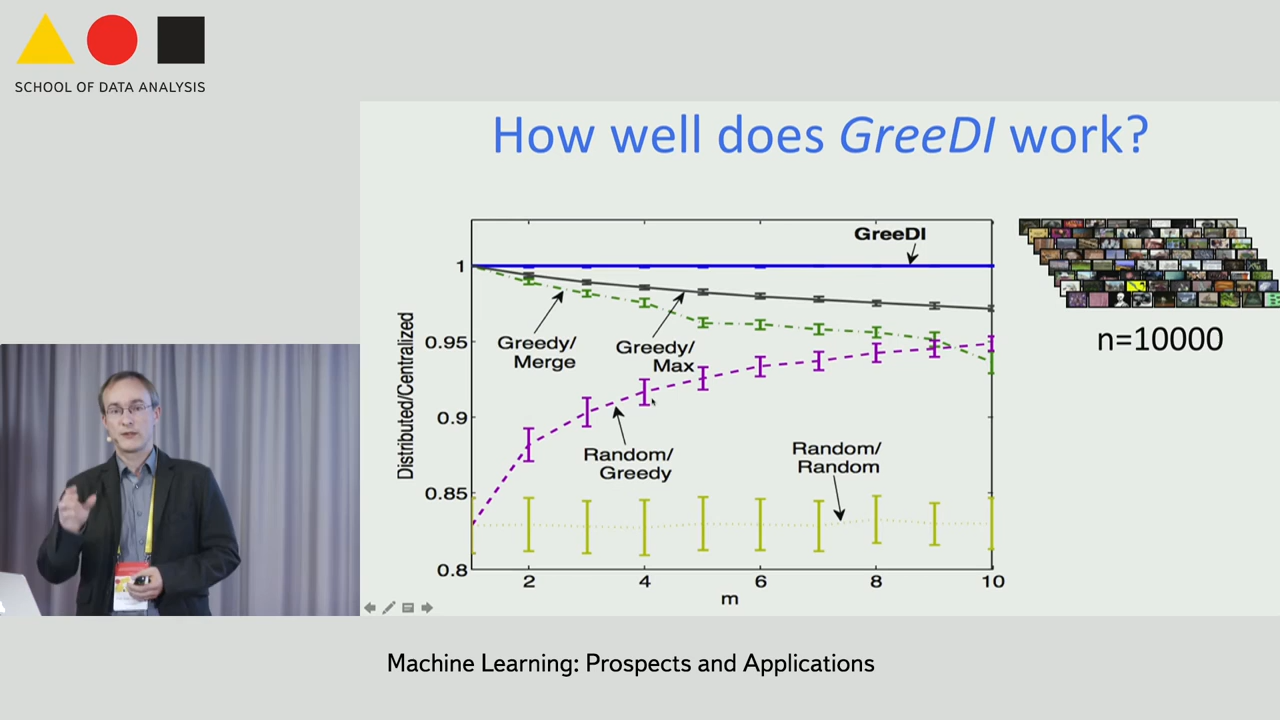 SCHOOL OF DATA ANALYSIS
How well does GreeDI work?
GreeDI
1
0.95
0.9
0.85
0.8
Distributed/Centralized
Greedy/
Merge
Greedy/
Max
Random/
Greedy
Random/
Random
2
4
6
8
10
m
n=10000
Machine Learning: Prospects and Applications